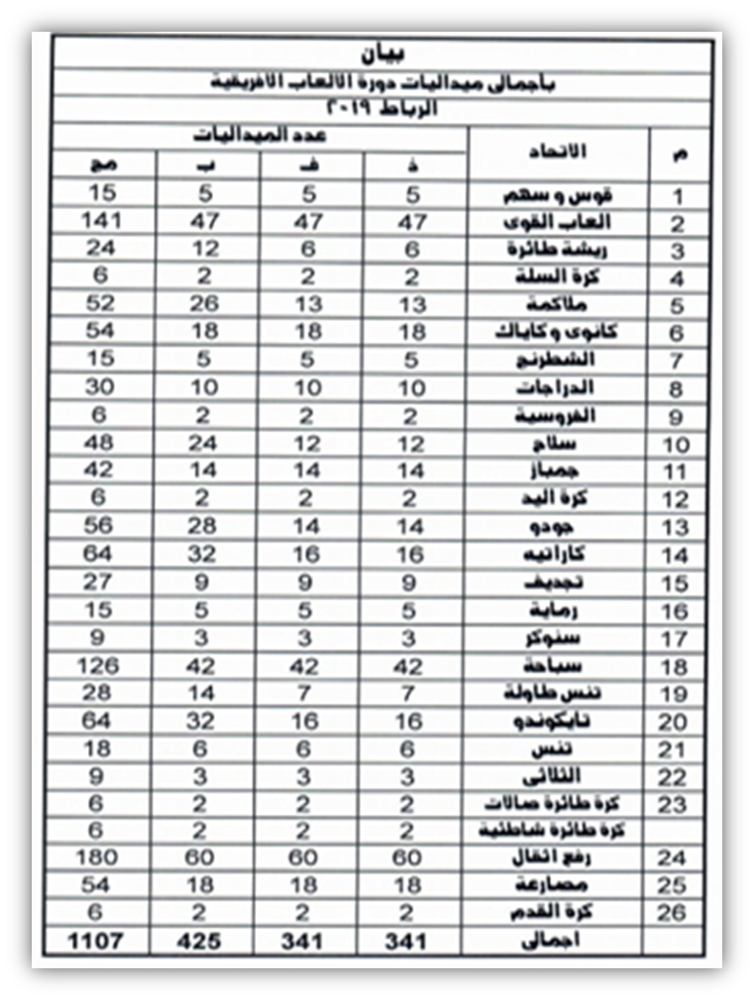 بيان
باجمالى ميداليات دورة الالعاب الافريقية
الرباط ٢٠١٩
م الاتحاد عدد الميداليات
ذ ف ب مج
1 قوس و سهم 5 5 5 15
2 العاب القوى 47 47 47 141
3 ريشة طائرة 6 6 12 24
4 كرة السلة 2 2 2 6
5 ملاكمة 13 13 26 52
6 كانوى و كاياك 18 18 18 54
7 الشطرنج 5 5 5 15
8 الدراجات 10 10 10 30
9 الفروسية 2 2 2 6
10 سلاح 12 12 24 48
11 جمباز 14 14 14 42
12 كرة اليد 2 2 2 6
13 جودو 14 14 28 56
14 كاراتيه 16 16 32 64
15 تجديف 9 9 9 27
16 رماية 5 5 5 15
17 سنوكر 3 3 3 9
18 سباحة 42 42 42 126
19 تنس طاولة 7 7 14 28
20 تايكوندو 16 16 32 64
21 تنس 6 6 6 18
22 الثلاثى 3 3 3 9
23 كرة طائرة صالات 2 2 2 6
كرة طائرة شاطئية 2 2 2 6
24 رفع اثقال 60 60 60 180
25 مصارعة 18 18 18 54
26 كرة القدم 2 2 2 6
اجمالى 341 341 425 1107